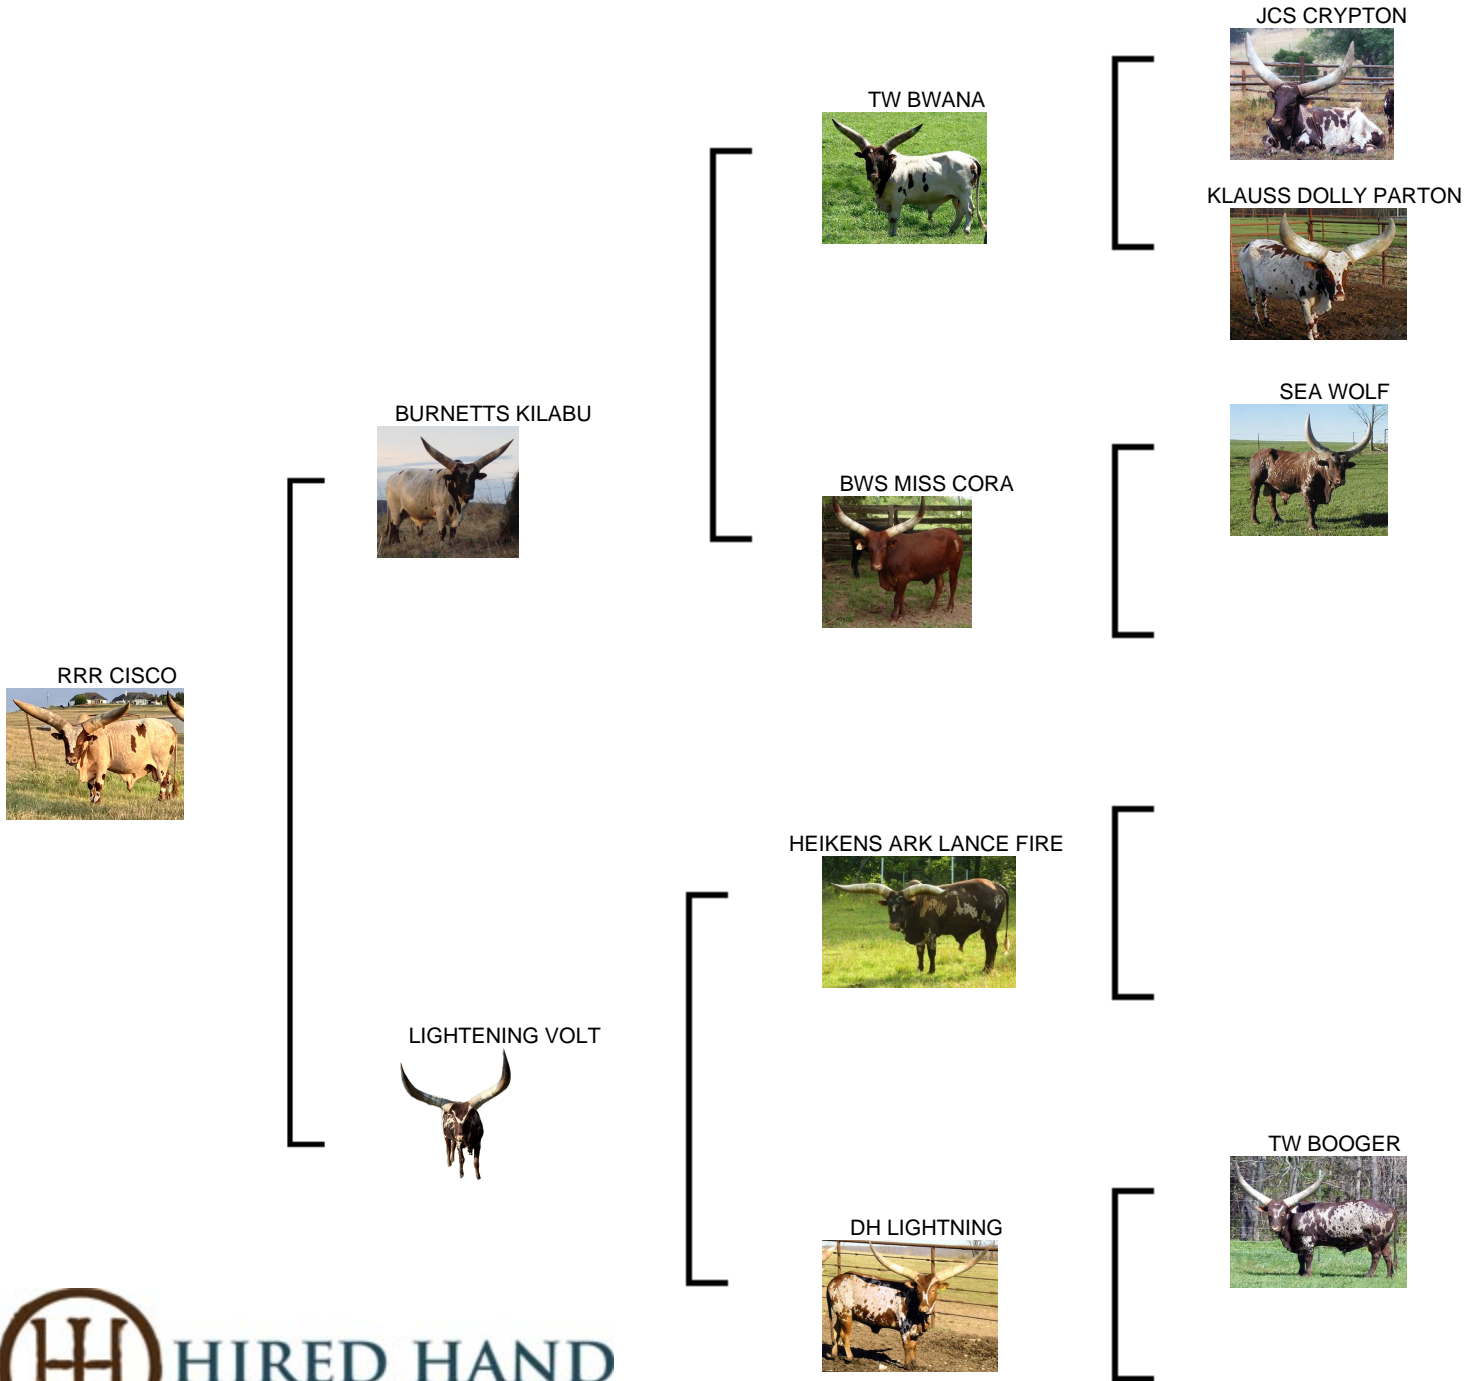 JCS CRYPTON
TW BWANA
KLAUSS DOLLY PARTON
SEA WOLF
BURNETTS KILABU
BWS MISS CORA
RRR CISCO
HEIKENS ARK LANCE FIRE
LIGHTENING VOLT
TW BOOGER
DH LIGHTNING
HIRED HAND